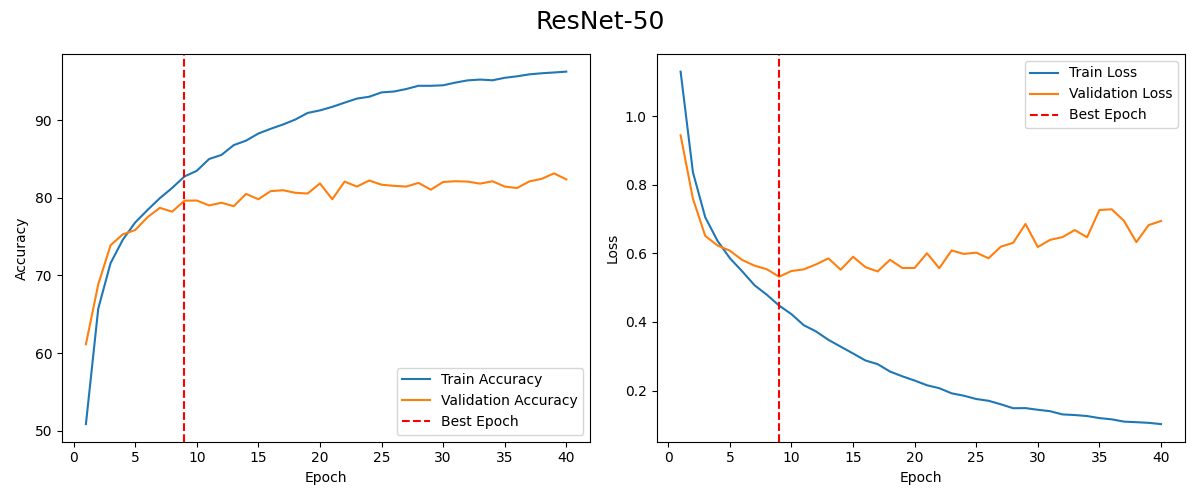 ResNet-50
Accuracy
90
80
70
60
50
0 5 10 15 20 25 30 35 40
Epoch
Train Accuracy
Validation Accuracy
Best Epoch
Loss
1.0
0.8
0.6
0.4
0.2
0 5 10 15 20 25 30 35 40
Epoch
Train Loss
Validation Loss
Best Epoch